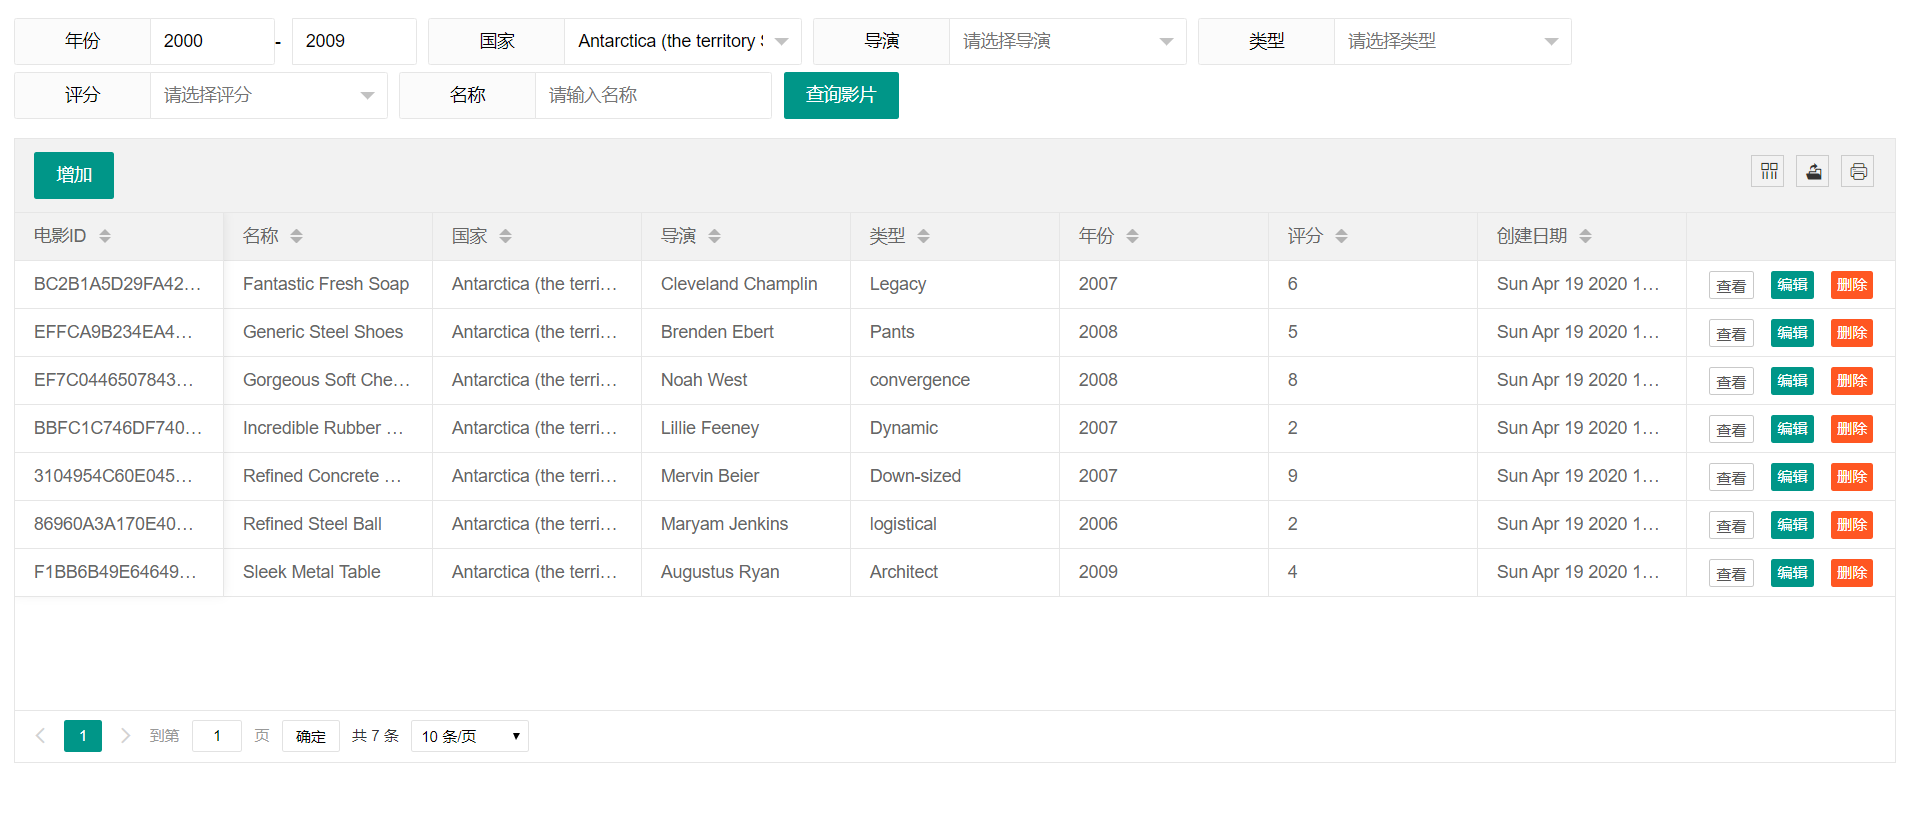 年份 2000 - 2009 国家 Antarctica (the territory 导演 请选择导演 类型 请选择类型
评分 请选择评分 名称 请输入名称 查询影片
增加
电影ID 名称 国家 导演 类型 年份 评分 创建日期
BC2B1A5D29FA42... Fantastic Fresh Soap Antarctica (the terri... Cleveland Champlin Legacy 2007 6 Sun Apr 19 2020 1... 查看 编辑 删除
EFFCA9B234EA4... Generic Steel Shoes Antarctica (the terri... Brenden Ebert Pants 2008 5 Sun Apr 19 2020 1... 查看 编辑 删除
EF7C0446507843... Gorgeous Soft Che... Antarctica (the terri... Noah West convergence 2008 8 Sun Apr 19 2020 1... 查看 编辑 删除
BBFC1C746DF740... Incredible Rubber ... Antarctica (the terri... Lillie Feeney Dynamic 2007 2 Sun Apr 19 2020 1... 查看 编辑 删除
3104954C60E045... Refined Concrete ... Antarctica (the terri... Mervin Beier Down-sized 2007 9 Sun Apr 19 2020 1... 查看 编辑 删除
86960A3A170E40... Refined Steel Ball Antarctica (the terri... Maryam Jenkins logistical 2006 2 Sun Apr 19 2020 1... 查看 编辑 删除
F1BB6B49E64649... Sleek Metal Table Antarctica (the terri... Augustus Ryan Architect 2009 4 Sun Apr 19 2020 1... 查看 编辑 删除
1 到第 1 页 确定 共 7 条 10 条/页